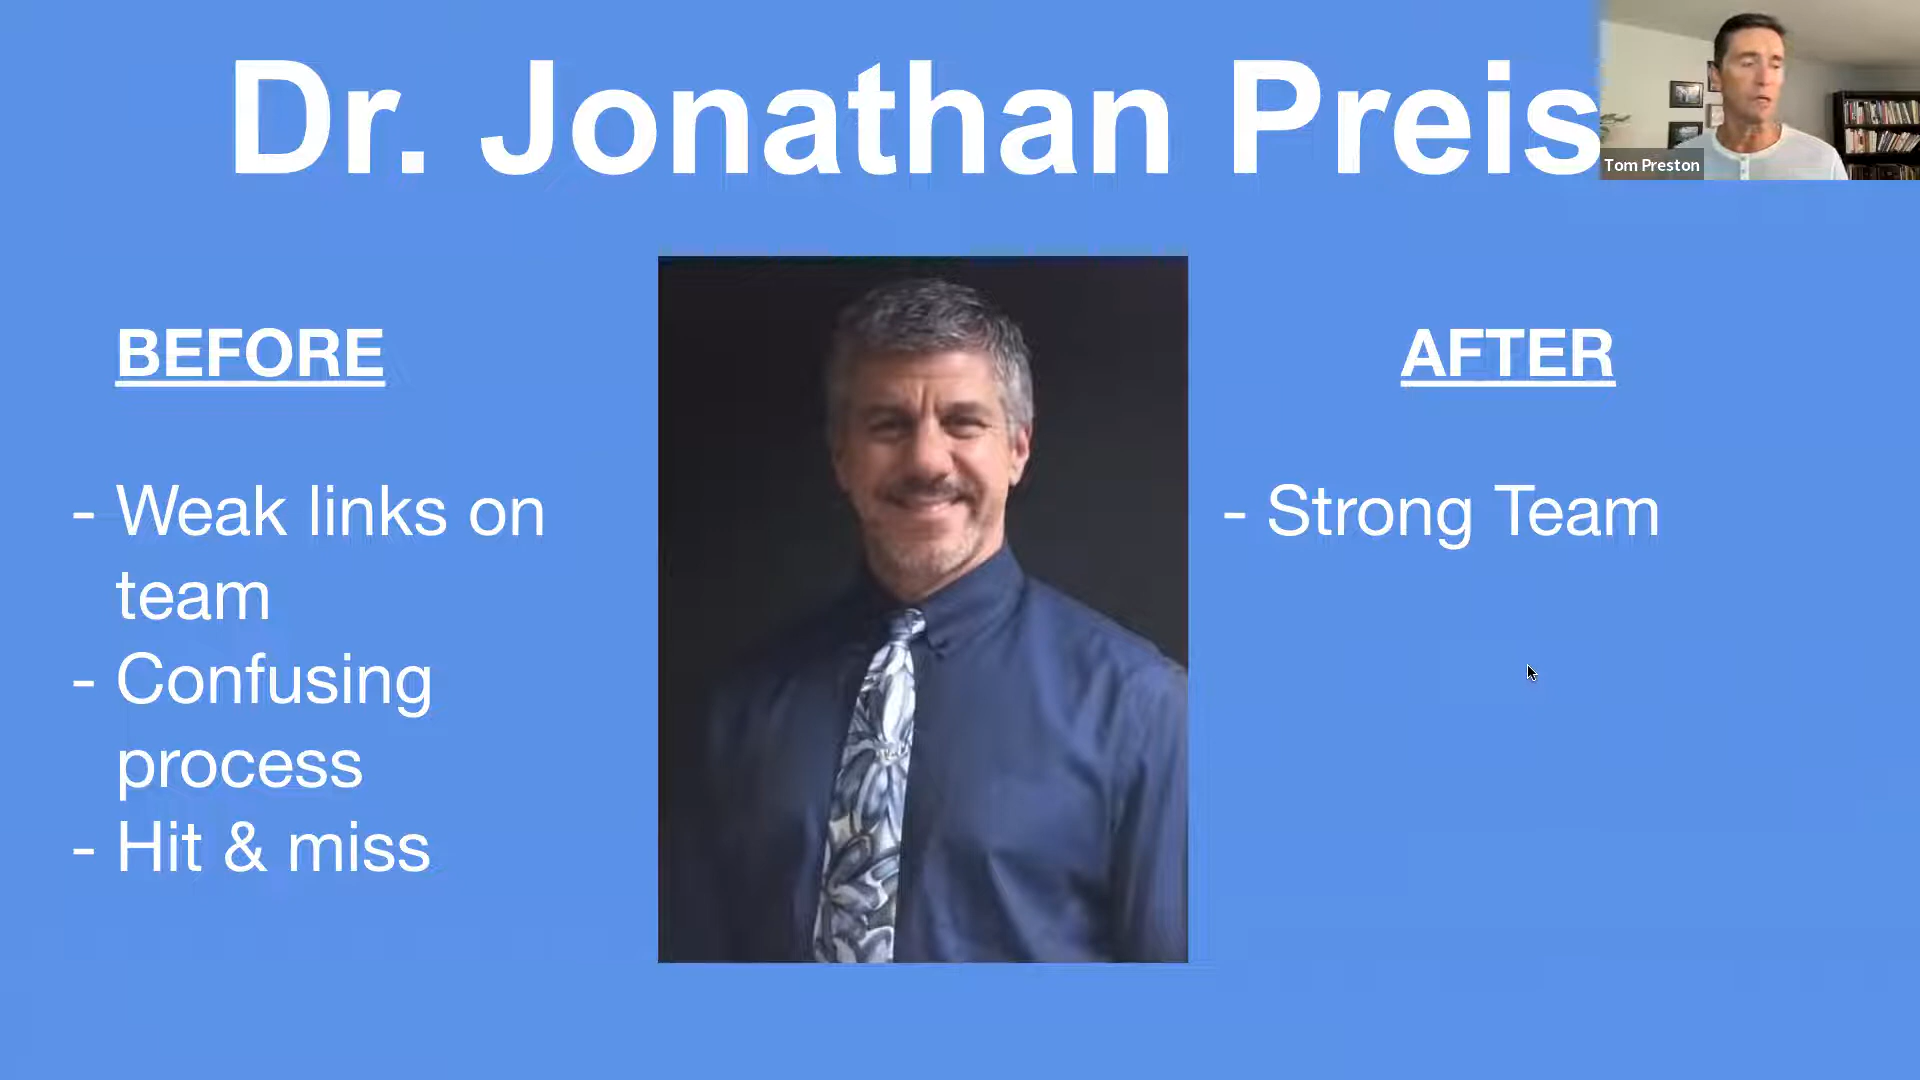 Dr. Jonathan Preis
Tom Preston
BEFORE
- Weak links on
team
- Confusing
process
- Hit & miss
AFTER
- Strong Team